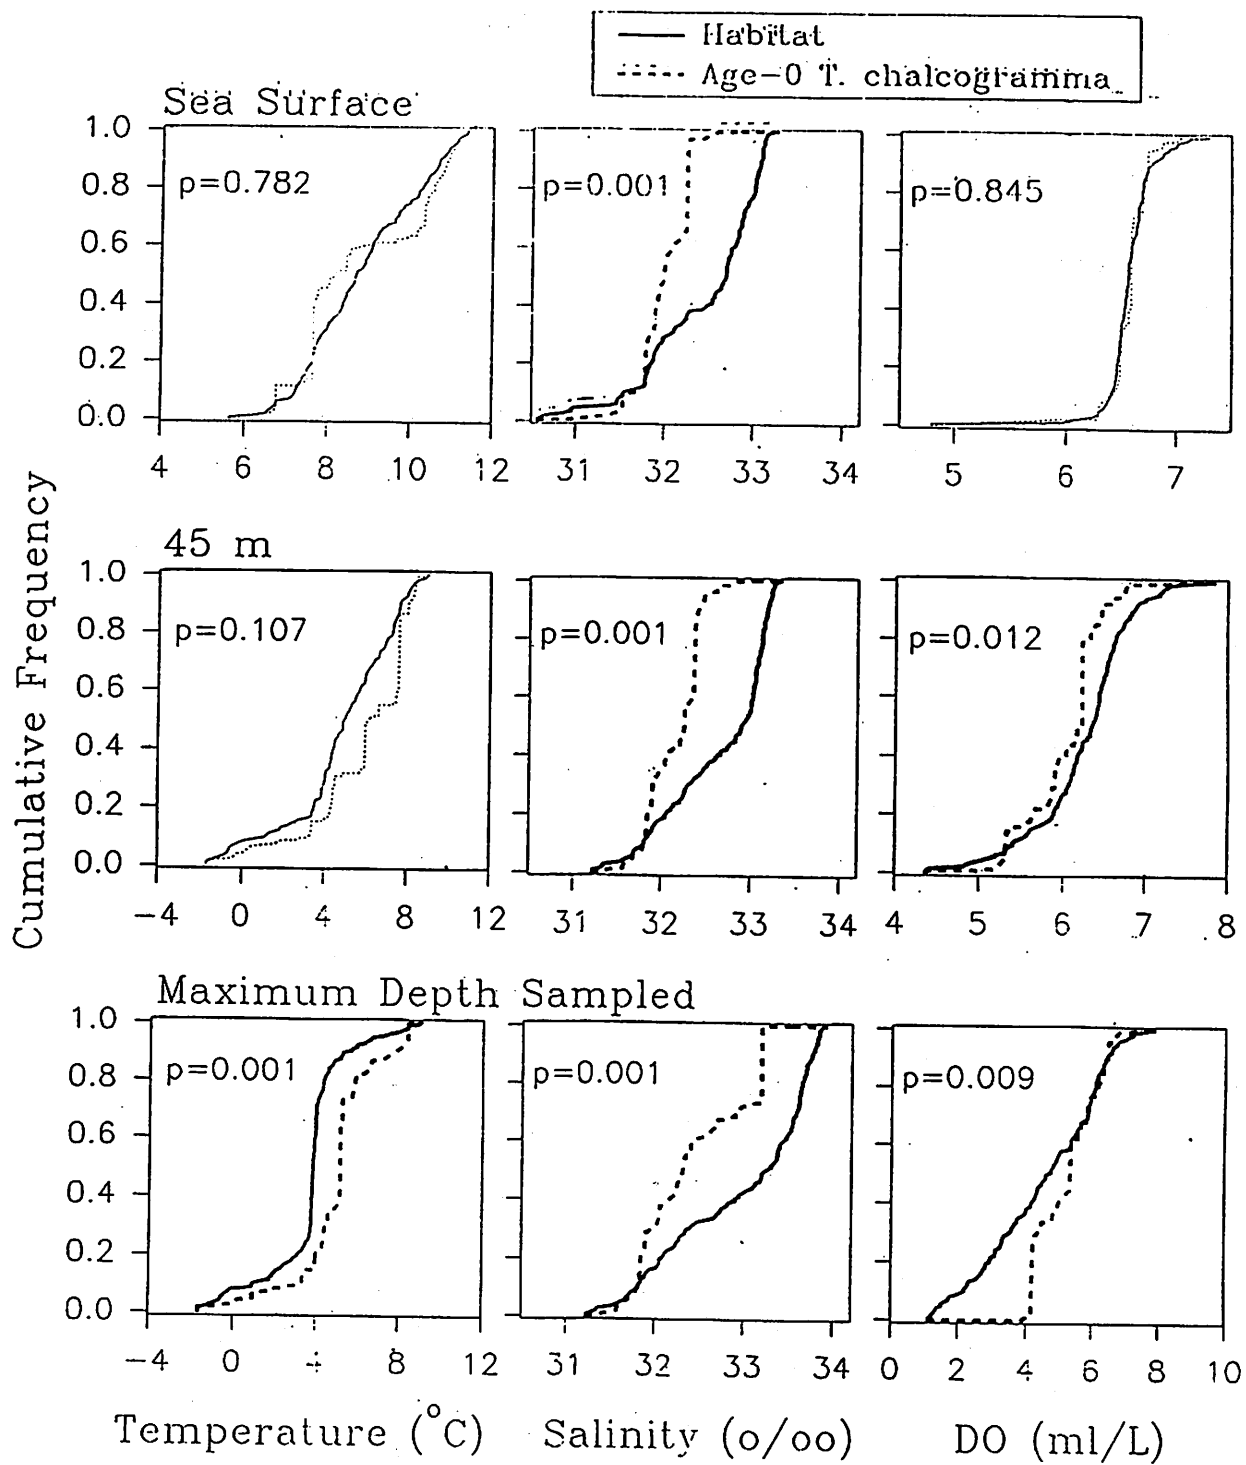 Habitat
Age-0 T. chalcogramma
Sea Surface
1.0
0.8
0.6
0.4
0.2
0.0
p=0.782
p=0.001
p=0.845
4 6 8 10 12
31 32 33 34
5 6 7
Cumulative Frequency
45 m
1.0
0.8
0.6
0.4
0.2
0.0
p=0.107
p=0.001
p=0.012
-4 0 4 8 12
31 32 33 34
4 5 6 7 8
Maximum Depth Sampled
1.0
0.8
0.6
0.4
0.2
0.0
p=0.001
p=0.001
p=0.009
-4 0 4 8 12
31 32 33 34
0 2 4 6 8 10
Temperature (°C)
Salinity (o/oo)
DO (ml/L)